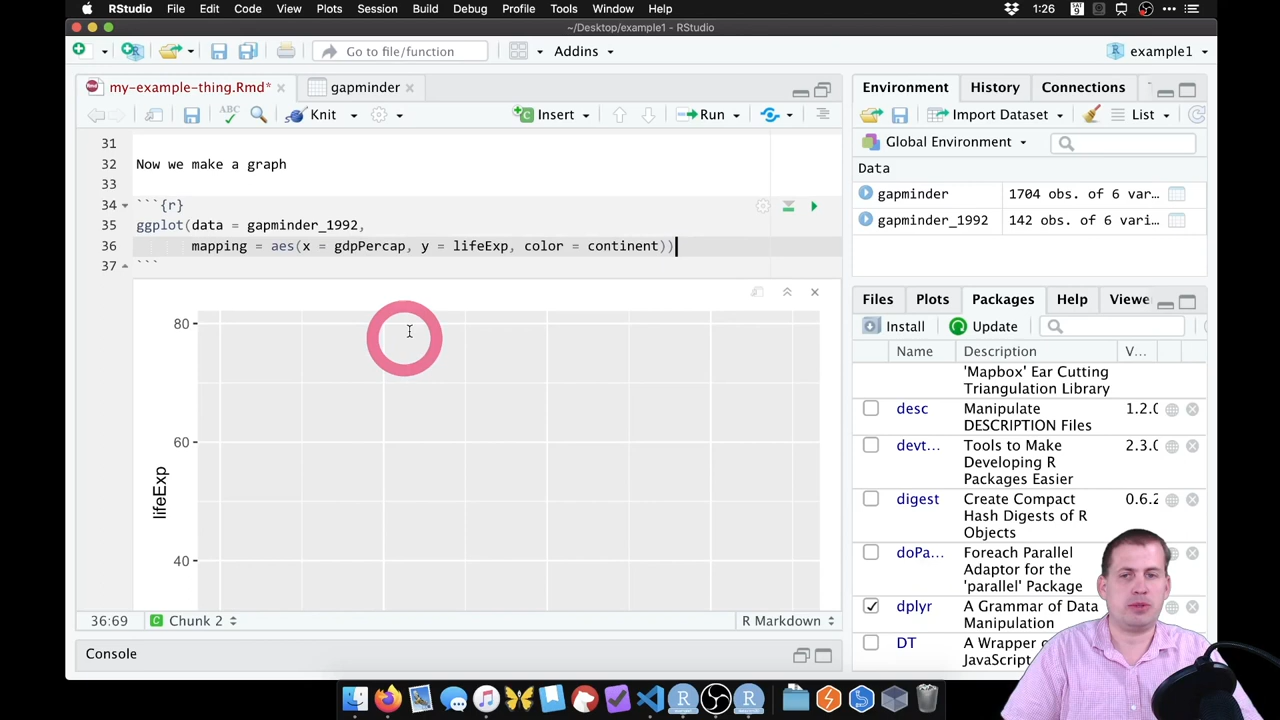 RStudio File Edit Code View Plots Session Build Debug Profile Tools Window Help
SAT 9 1:26
~/Desktop/example1 - RStudio
Go to file/function Addins example1
my-example-thing.Rmd* gapminder
ABC Knit Insert Run
31
32 Now we make a graph
33
34 ```{r}
35 ggplot(data = gapminder_1992,
36 mapping = aes(x = gdpPercap, y = lifeExp, color = continent))
37 ```
80
60
40
lifeExp
36:69 Chunk 2 R Markdown
Console
Environment History Connections
Import Dataset List
Global Environment
Data
gapminder 1704 obs. of 6 var…
gapminder_1992 142 obs. of 6 vari…
Files Plots Packages Help Viewe
Install Update
Name Description V…
'Mapbox' Ear Cutting
Triangulation Library
desc Manipulate 1.2.0
DESCRIPTION Files
devt… Tools to Make 2.3.0
Developing R
Packages Easier
digest Create Compact 0.6.2
Hash Digests of R
Objects
doPa… Foreach Parallel
Adaptor for the
'parallel' Package
dplyr A Grammar of Data
Manipulation
DT A Wrapper
JavaScript